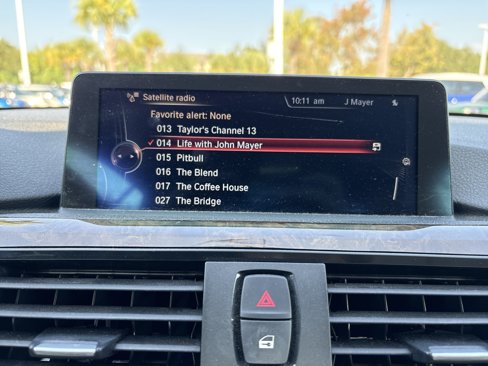 Satellite radio 10:11 am J Mayer
Favorite alert: None
013 Taylor's Channel 13
014 Life with John Mayer
015 Pitbull
016 The Blend
017 The Coffee House
027 The Bridge